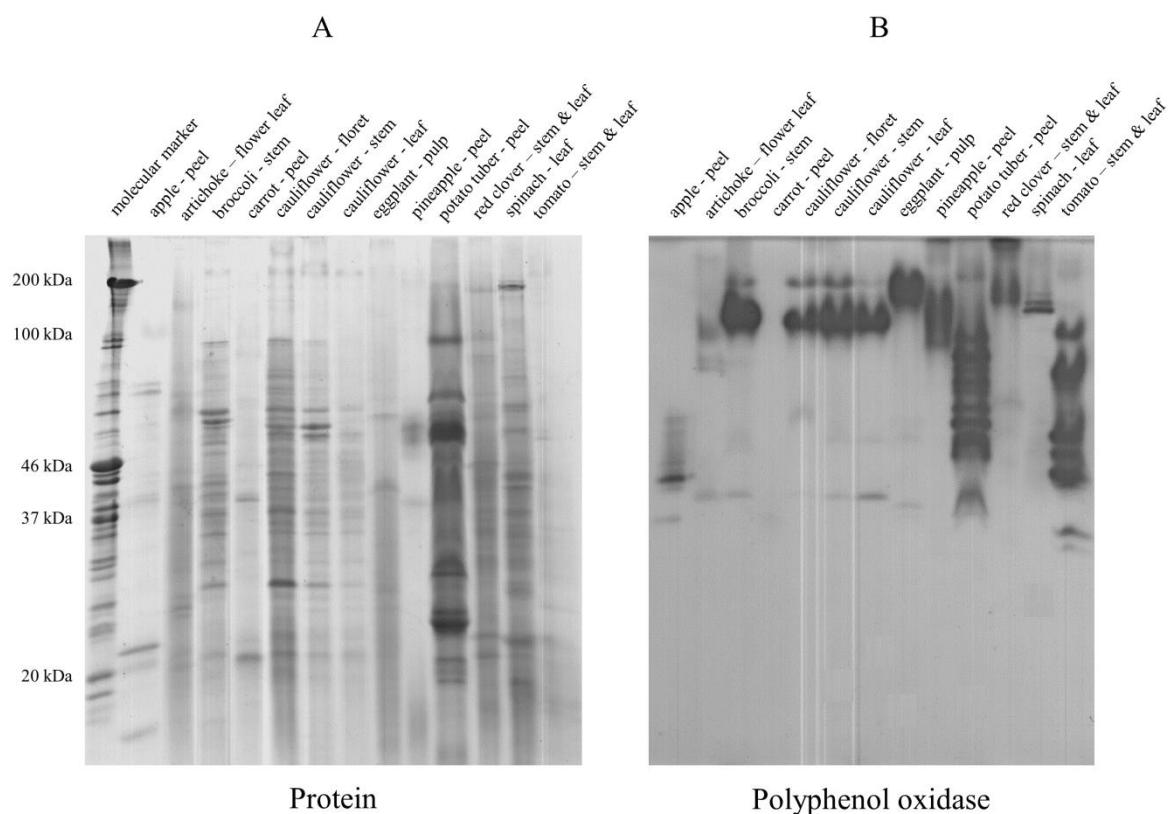 A
B
molecular marker
apple - peel
artichoke – flower leaf
broccoli - stem
carrot - peel
cauliflower - floret
cauliflower - stem
cauliflower - leaf
eggplant - pulp
pineapple - peel
potato tuber - peel
red clover – stem & leaf
spinach - leaf
tomato – stem & leaf
apple - peel
artichoke – flower leaf
broccoli - stem
carrot - peel
cauliflower - floret
cauliflower - stem
cauliflower - leaf
eggplant - pulp
pineapple - peel
potato tuber - peel
red clover – stem & leaf
spinach - leaf
tomato – stem & leaf
200 kDa
100 kDa
46 kDa
37 kDa
20 kDa
Protein
Polyphenol oxidase